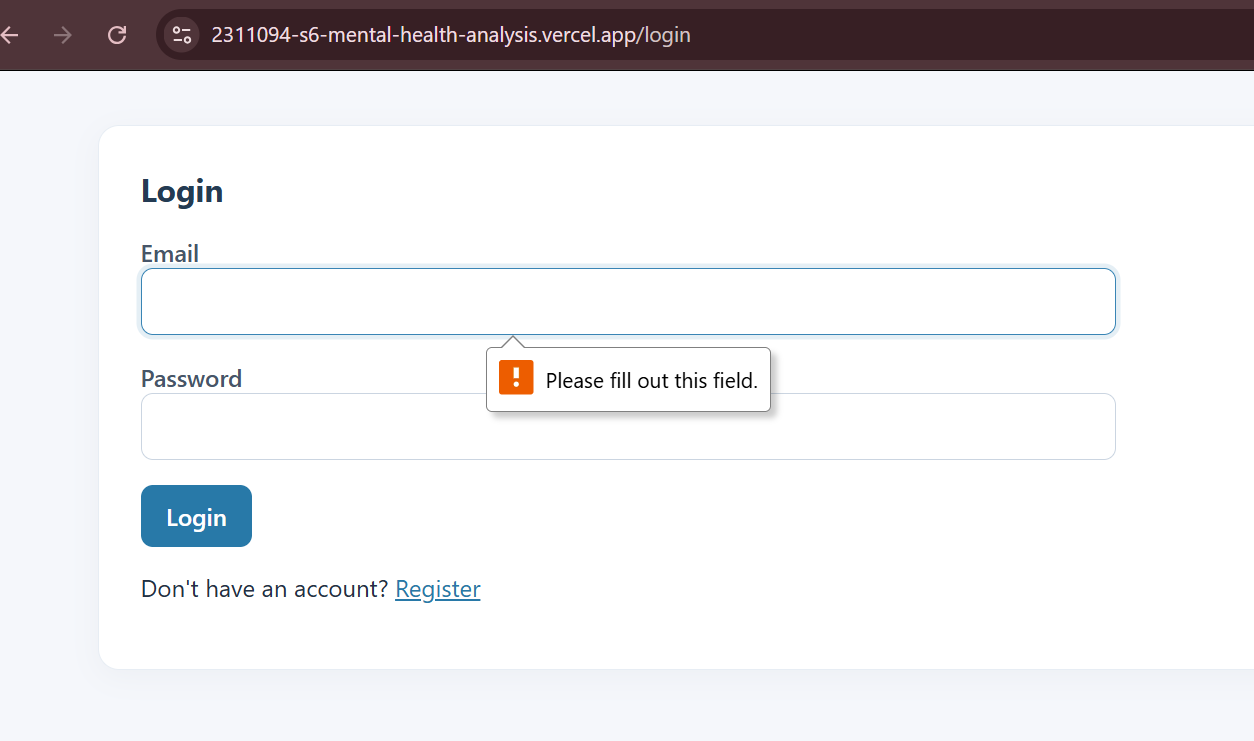 2311094-s6-mental-health-analysis.vercel.app/login
Login
Email
Please fill out this field.
Password
Login
Don't have an account? Register